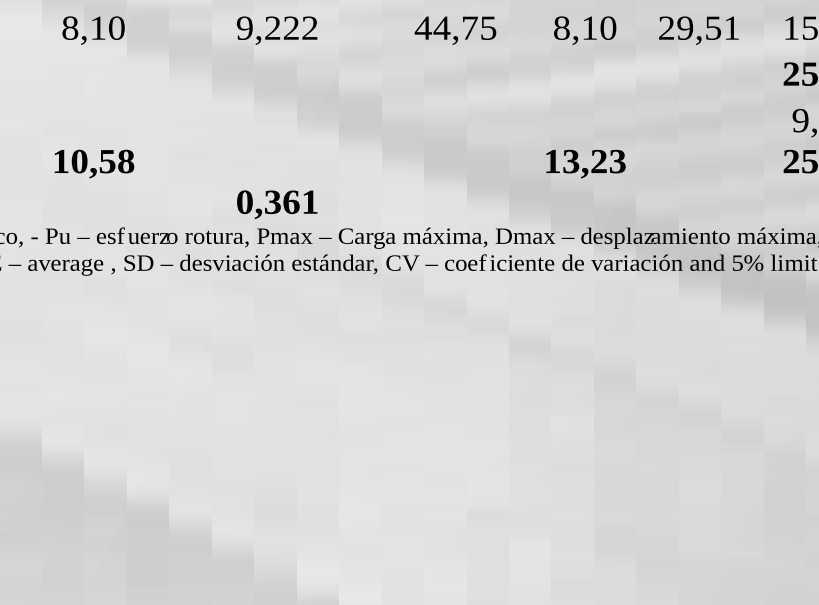 8,10 9,222 44,75 8,10 29,51 15
25
9,
10,58 13,23 25
0,361
co, - Pu – esfuerzo rotura, Pmax – Carga máxima, Dmax – desplazamiento máxima,
– average , SD – desviación estándar, CV – coeficiente de variación and 5% limit